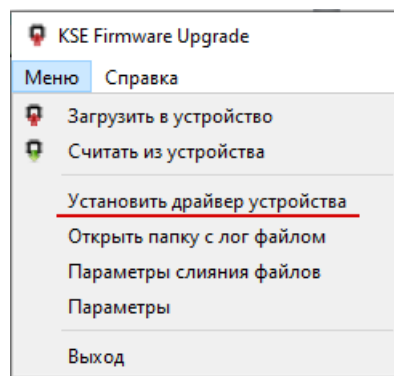 KSE Firmware Upgrade
Меню Справка
Загрузить в устройство
Считать из устройства
Установить драйвер устройства
Открыть папку с лог файлом
Параметры слияния файлов
Параметры
Выход